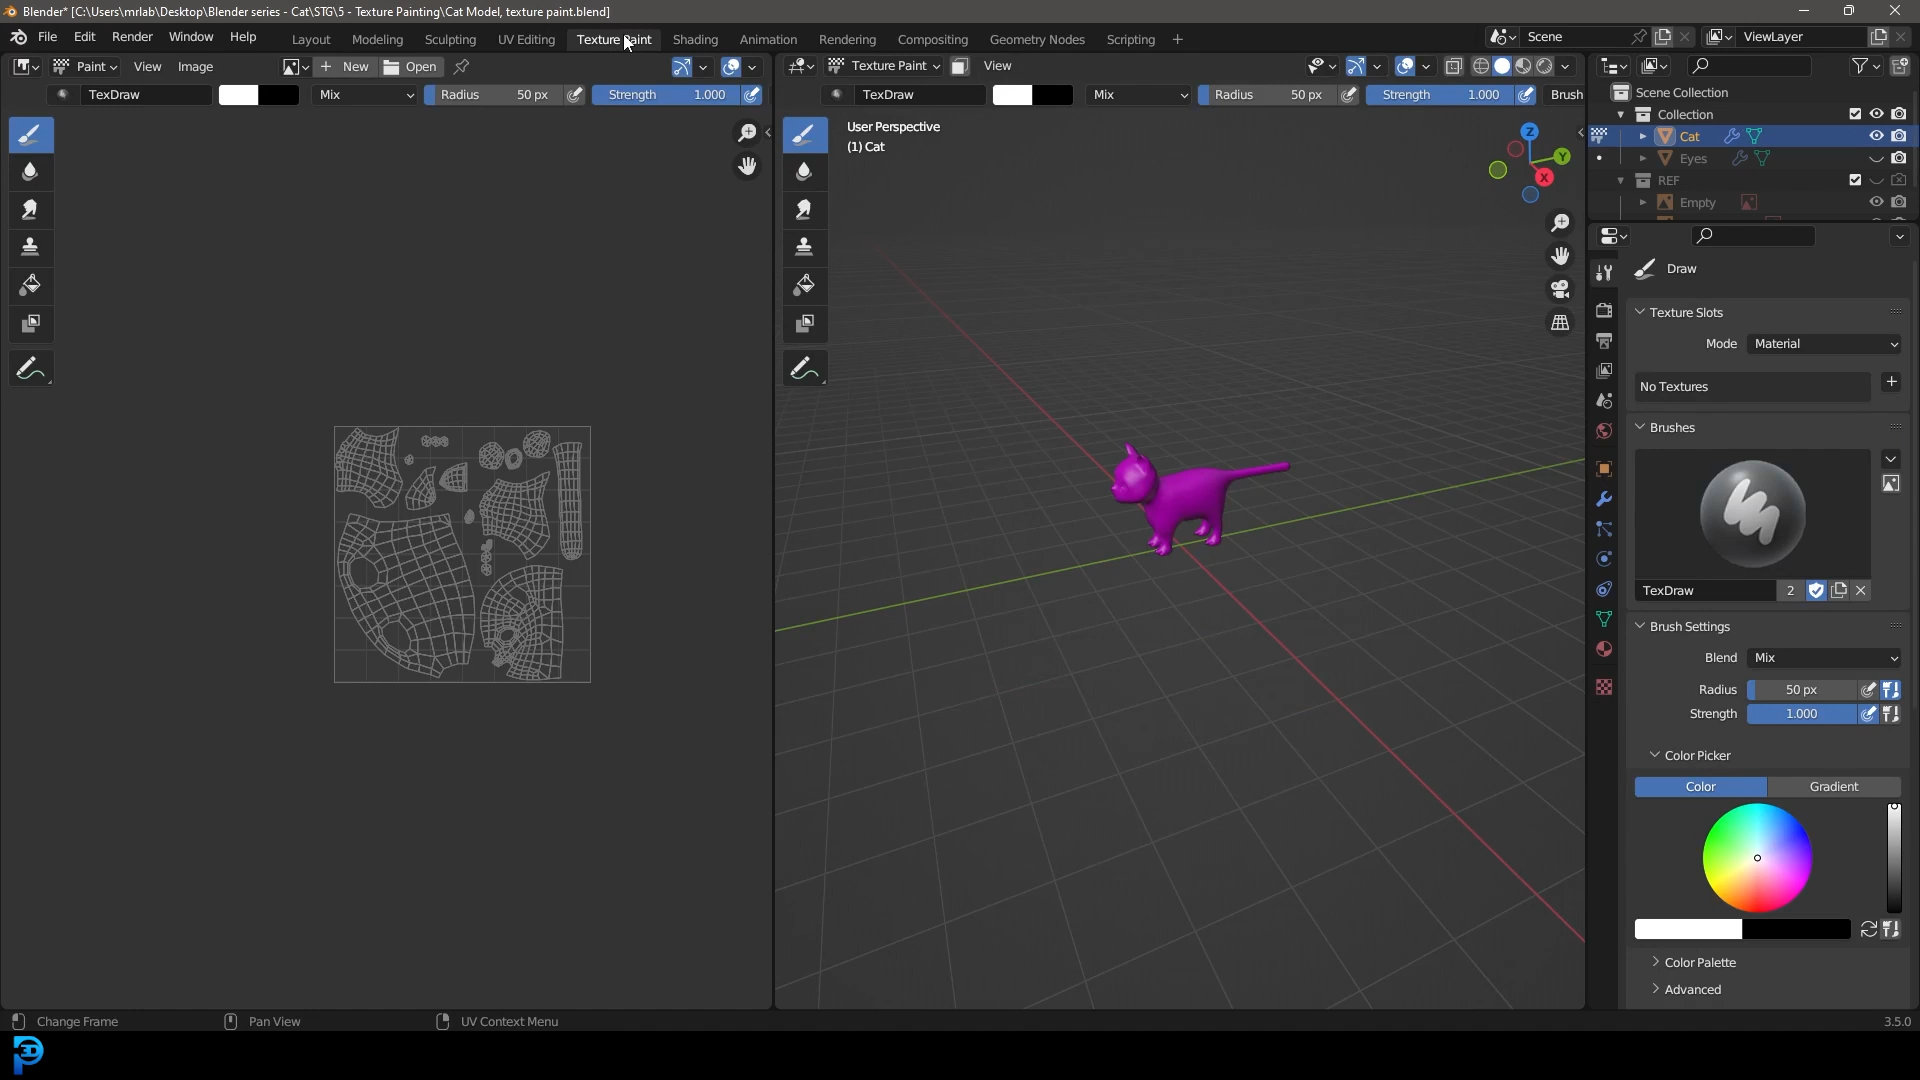 Blender* [C:\Users\mrlab\Desktop\Blender series - Cat\STG\5 - Texture Painting\Cat Model, texture paint.blend]
File Edit Render Window Help Layout Modeling Sculpting UV Editing Texture Paint Shading Animation Rendering Compositing Geometry Nodes Scripting + Scene ViewLayer
Paint View Image + New Open Texture Paint View
TexDraw Mix Radius 50 px Strength 1.000 TexDraw Mix Radius 50 px Strength 1.000 Brush
User Perspective
(1) Cat
Z
Y
X
Scene Collection
Collection
Cat
Eyes
REF
Empty
Draw
Texture Slots
Mode Material
No Textures
Brushes
TexDraw 2
Brush Settings
Blend Mix
Radius 50 px
Strength 1.000
Color Picker
Color Gradient
Color Palette
Advanced
Change Frame Pan View UV Context Menu 3.5.0
3D